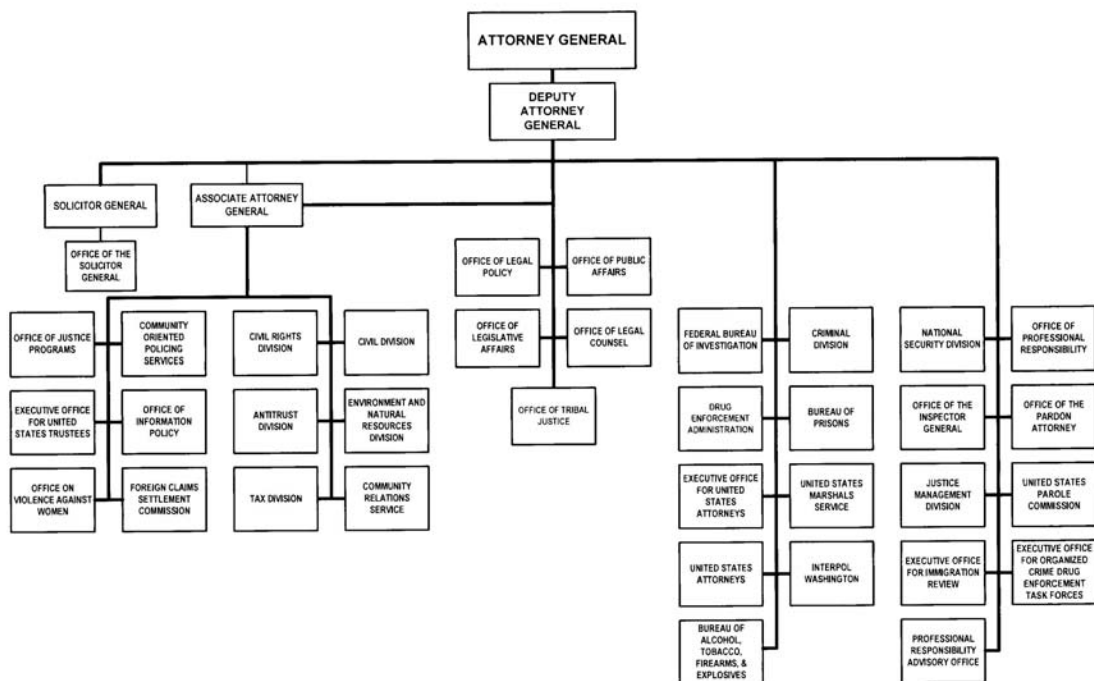 ATTORNEY GENERAL
DEPUTY
ATTORNEY
GENERAL
SOLICITOR GENERAL
ASSOCIATE ATTORNEY
GENERAL
OFFICE OF THE
SOLICITOR
GENERAL
OFFICE OF LEGAL
POLICY
OFFICE OF PUBLIC
AFFAIRS
OFFICE OF
LEGISLATIVE
AFFAIRS
OFFICE OF LEGAL
COUNSEL
OFFICE OF TRIBAL
JUSTICE
OFFICE OF JUSTICE
PROGRAMS
COMMUNITY
ORIENTED
POLICING
SERVICES
EXECUTIVE OFFICE
FOR UNITED
STATES TRUSTEES
OFFICE OF
INFORMATION
POLICY
OFFICE ON
VIOLENCE AGAINST
WOMEN
FOREIGN CLAIMS
SETTLEMENT
COMMISSION
CIVIL RIGHTS
DIVISION
CIVIL DIVISION
ANTITRUST
DIVISION
ENVIRONMENT AND
NATURAL
RESOURCES
DIVISION
TAX DIVISION
COMMUNITY
RELATIONS
SERVICE
FEDERAL BUREAU
OF INVESTIGATION
CRIMINAL
DIVISION
DRUG
ENFORCEMENT
ADMINISTRATION
BUREAU OF
PRISONS
EXECUTIVE OFFICE
FOR UNITED
STATES
ATTORNEYS
UNITED STATES
MARSHALS
SERVICE
UNITED STATES
ATTORNEYS
INTERPOL
WASHINGTON
BUREAU OF
ALCOHOL,
TOBACCO,
FIREARMS, &
EXPLOSIVES
NATIONAL
SECURITY DIVISION
OFFICE OF
PROFESSIONAL
RESPONSIBILITY
OFFICE OF THE
INSPECTOR
GENERAL
OFFICE OF THE
PARDON
ATTORNEY
JUSTICE
MANAGEMENT
DIVISION
UNITED STATES
PAROLE
COMMISSION
EXECUTIVE OFFICE
FOR IMMIGRATION
REVIEW
EXECUTIVE OFFICE
FOR ORGANIZED
CRIME DRUG
ENFORCEMENT
TASK FORCES
PROFESSIONAL
RESPONSIBILITY
ADVISORY OFFICE